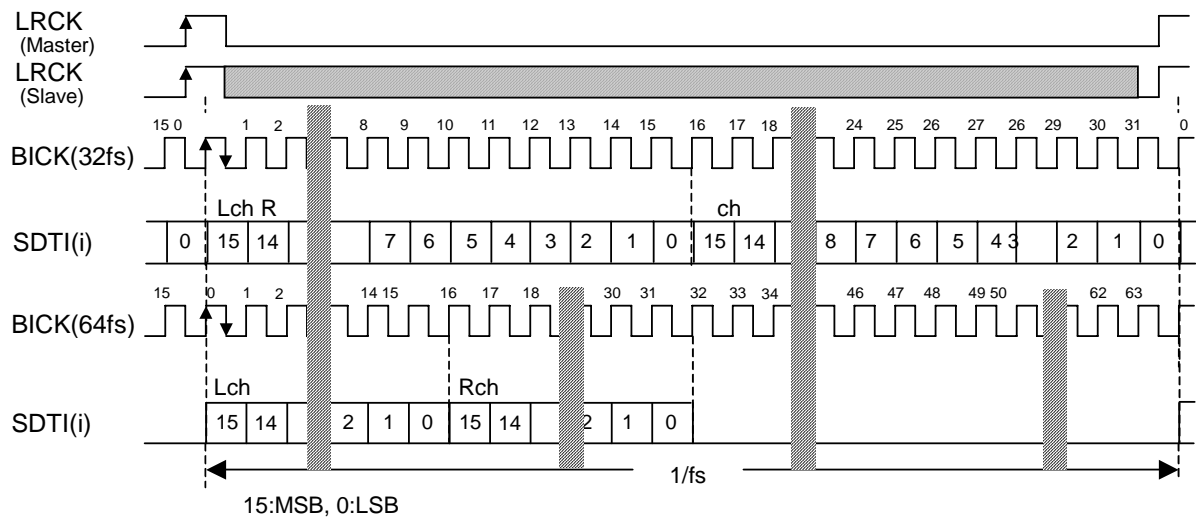 LRCK
(Master)
LRCK
(Slave)
15 0 1 2 8 9 10 11 12 13 14 15 16 17 18 24 25 26 27 26 29 30 31 0
BICK(32fs)
Lch R ch
SDTI(i) 0 15 14 7 6 5 4 3 2 1 0 15 14 8 7 6 5 4 3 2 1 0
15 0 1 2 14 15 16 17 18 30 31 32 33 34 46 47 48 49 50 62 63
BICK(64fs)
Lch Rch
SDTI(i) 15 14 2 1 0 15 14 2 1 0
1/fs
15:MSB, 0:LSB